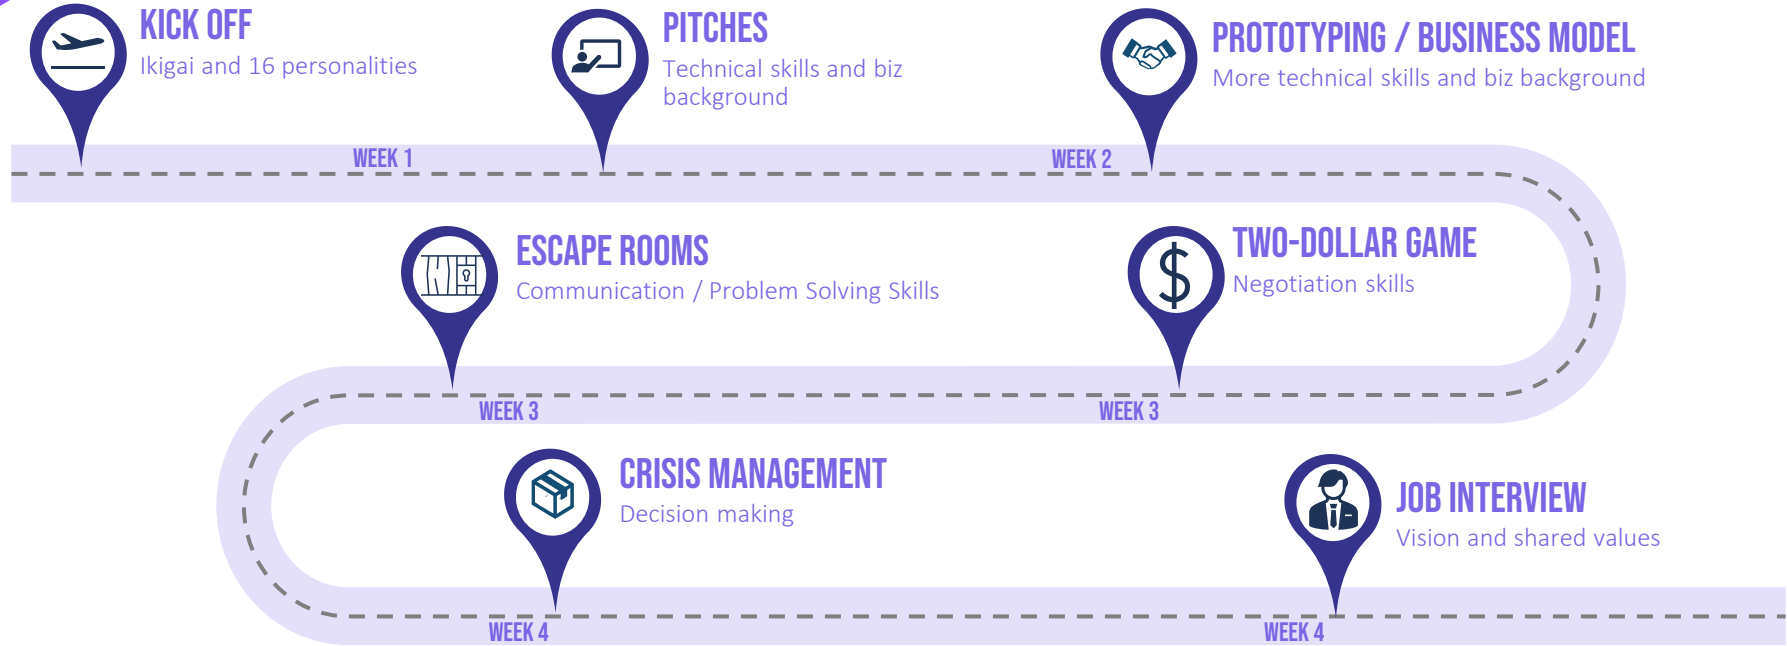 KICK OFF
Ikigai and 16 personalities
PITCHES
Technical skills and biz
background
PROTOTYPING / BUSINESS MODEL
More technical skills and biz background
WEEK 1
WEEK 2
TWO-DOLLAR GAME
Negotiation skills
ESCAPE ROOMS
Communication / Problem Solving Skills
WEEK 3
WEEK 3
CRISIS MANAGEMENT
Decision making
JOB INTERVIEW
Vision and shared values
WEEK 4
WEEK 4